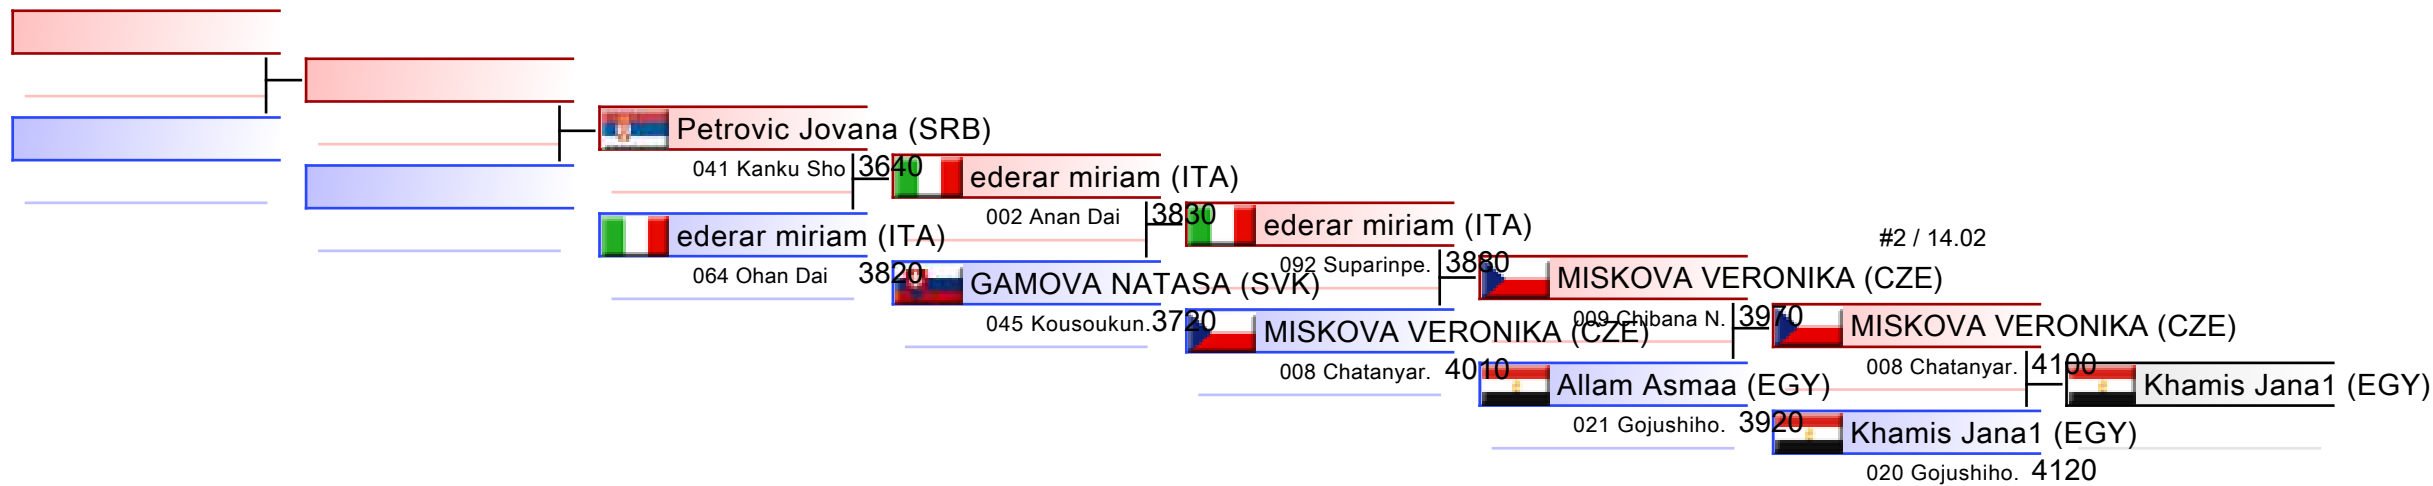 Petrovic Jovana (SRB)
041 Kanku Sho 3640
ederar miriam (ITA)
064 Ohan Dai 3820
ederar miriam (ITA)
002 Anan Dai 3830
GAMOVA NATASA (SVK)
045 Kousoukun. 3720
ederar miriam (ITA)
092 Suparinpe. 3880
MISKOVA VERONIKA (CZE)
008 Chatanyar. 4010
MISKOVA VERONIKA (CZE)
009 Chibana N. 3970
Allam Asmaa (EGY)
021 Gojushiho. 3920
#2 / 14.02
MISKOVA VERONIKA (CZE)
008 Chatanyar. 4100
Khamis Jana1 (EGY)
020 Gojushiho. 4120
Khamis Jana1 (EGY)